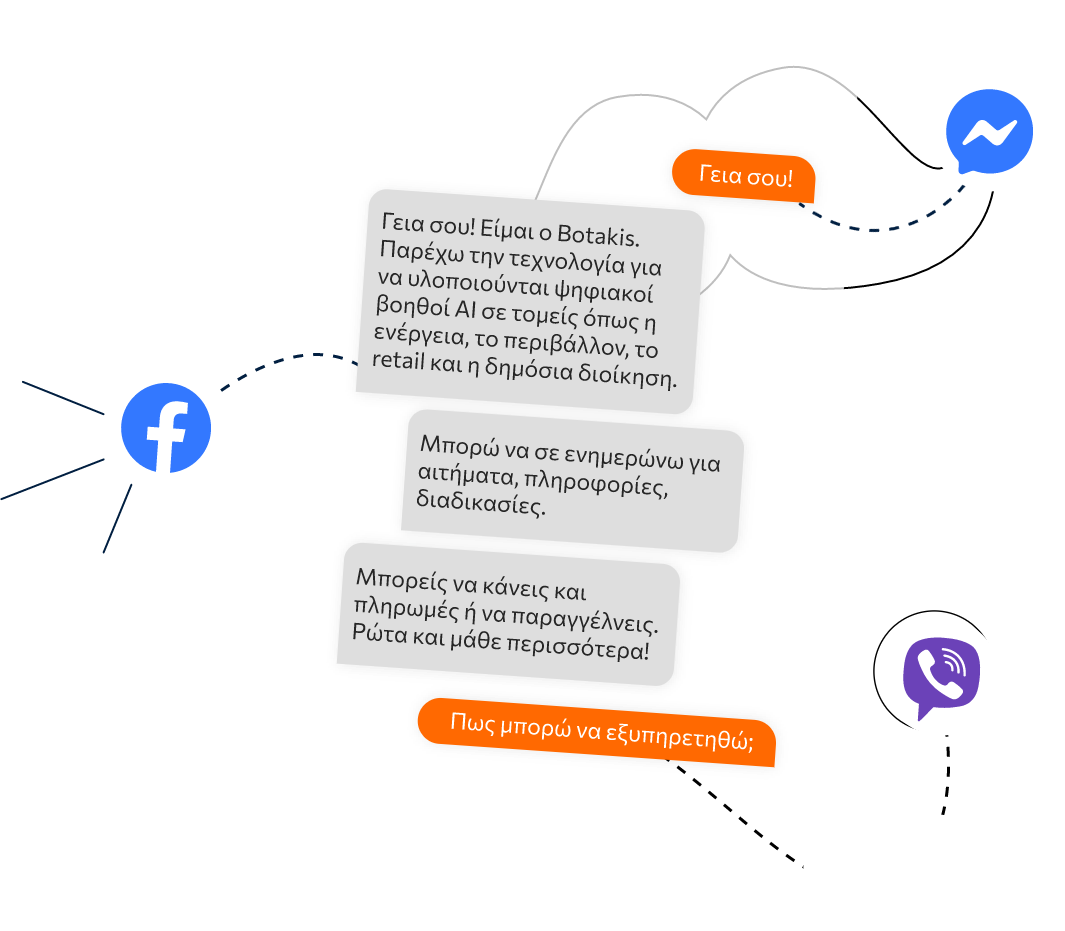 Γεια σου!
Γεια σου! Είμαι ο Botakis.
Παρέχω την τεχνολογία για
να υλοποιούνται ψηφιακοί
βοηθοί AI σε τομείς όπως η
ενέργεια, το περιβάλλον, το
retail και η δημόσια διοίκηση.
Μπορώ να σε ενημερώνω για
αιτήματα, πληροφορίες,
διαδικασίες.
Μπορείς να κάνεις και
πληρωμές ή να παραγγέλνεις.
Ρώτα και μάθε περισσότερα!
Πως μπορώ να εξυπηρετηθώ;